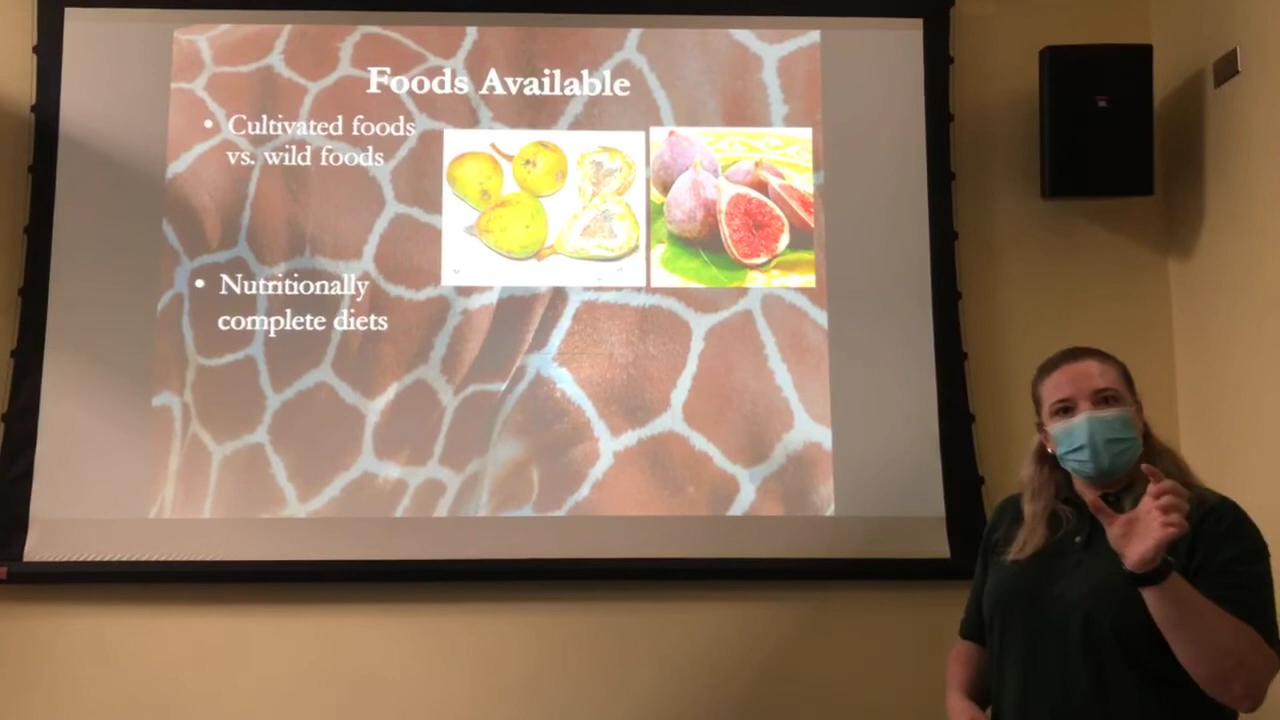 Foods Available
• Cultivated foods
vs. wild foods
• Nutritionally
complete diets